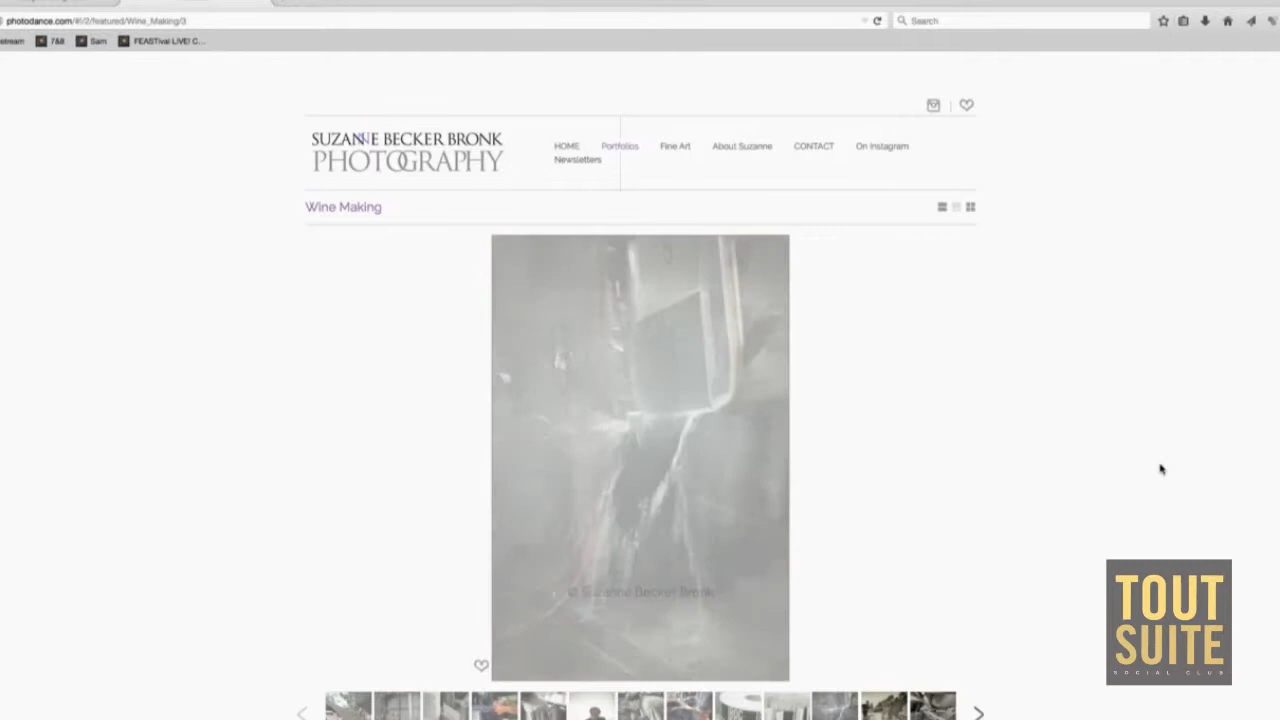 photodance.com/#/2/featured/Wine_Making/3
Search
stream
7&8
Sam
FEASTival LIVE! C...
SUZANNE BECKER BRONK
PHOTOGRAPHY
HOME
Portfolios
Fine Art
About Suzanne
CONTACT
On Instagram
Newsletters
Wine Making
© Suzanne Becker Bronk
TOUT
SUITE
SOCIAL CLUB